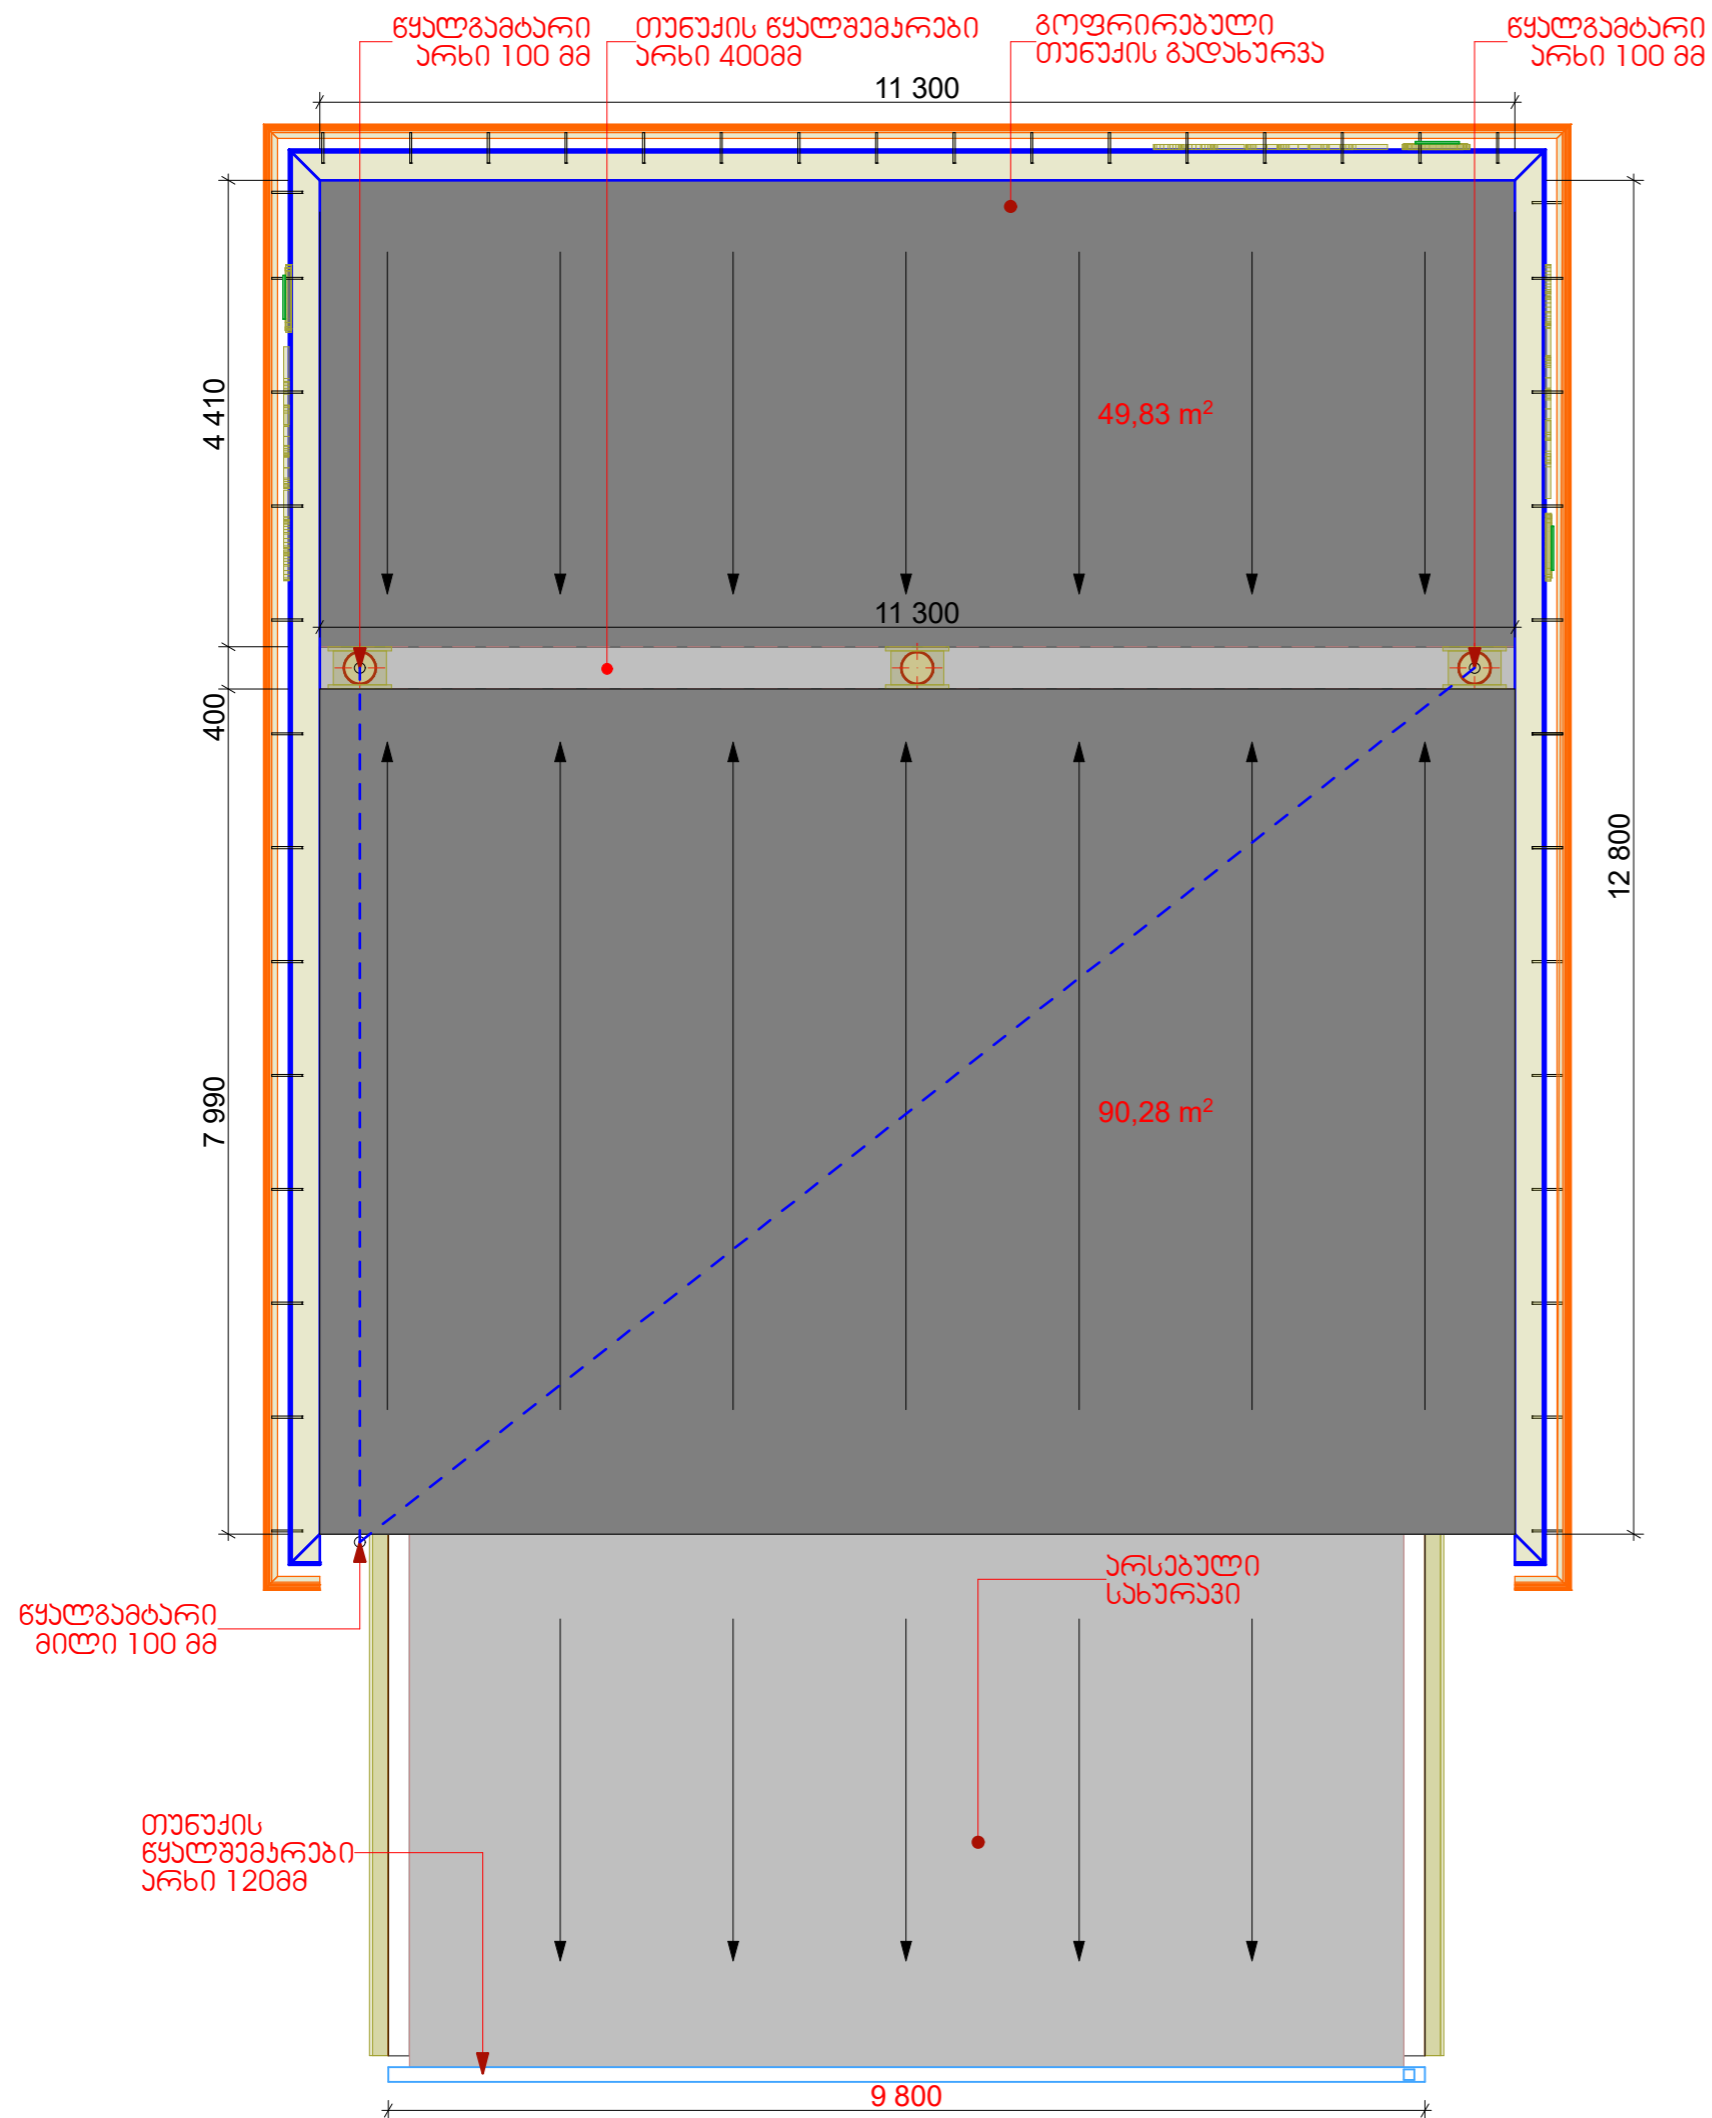 წყალგამტარი
არხი 100 მმ
თუნუქის წყალშემკრები
არხი 400მმ
გოფრირებული
თუნუქის გადახურვა
წყალგამტარი
არხი 100 მმ
11 300
4 410
49,83 m²
11 300
400
12 800
7 990
90,28 m²
არსებული
სახურავი
წყალგამტარი
მილი 100 მმ
თუნუქის
წყალშემკრები
არხი 120მმ
9 800